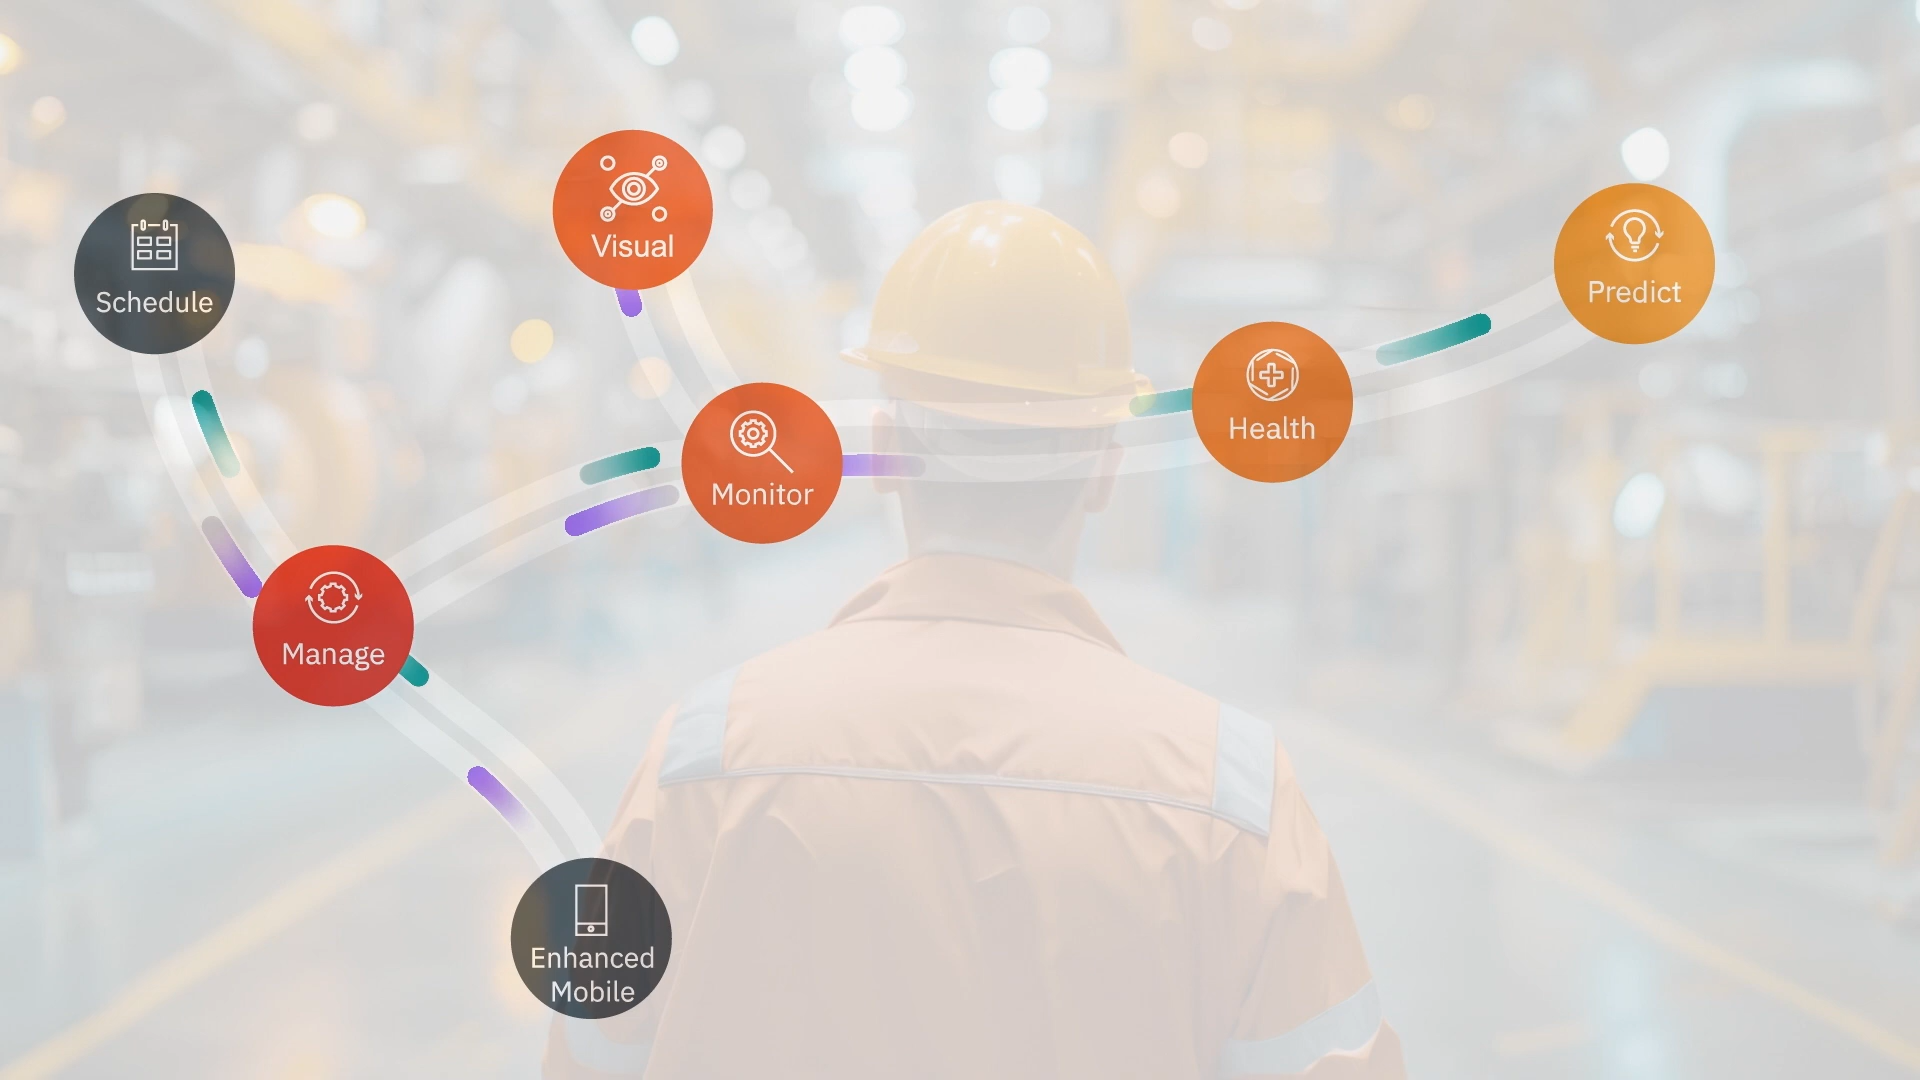 Visual
Schedule
Predict
Health
Monitor
Manage
Enhanced
Mobile